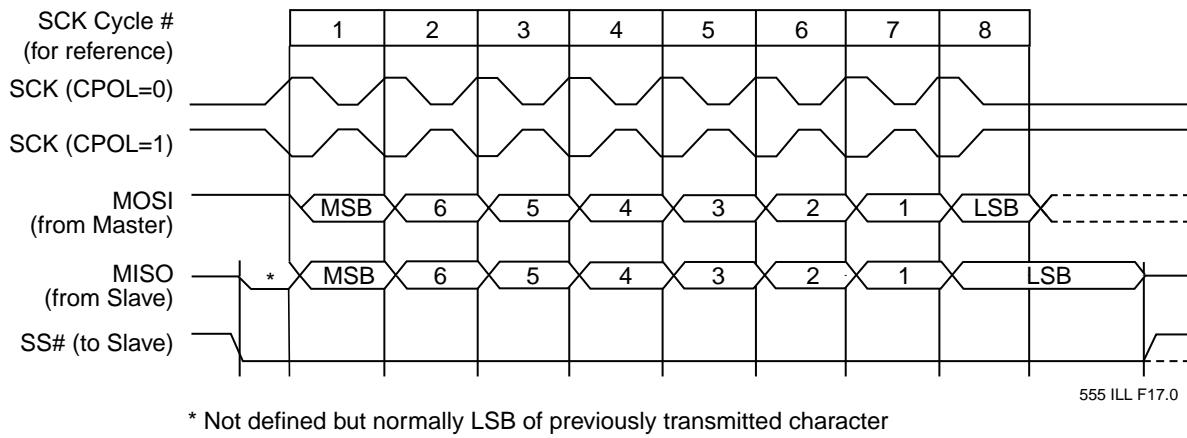 SCK Cycle #
(for reference)
1 2 3 4 5 6 7 8
SCK (CPOL=0)
SCK (CPOL=1)
MOSI
(from Master)
MSB 6 5 4 3 2 1 LSB
MISO
(from Slave)
* MSB 6 5 4 3 2 1 LSB
SS# (to Slave)
555 ILL F17.0
* Not defined but normally LSB of previously transmitted character